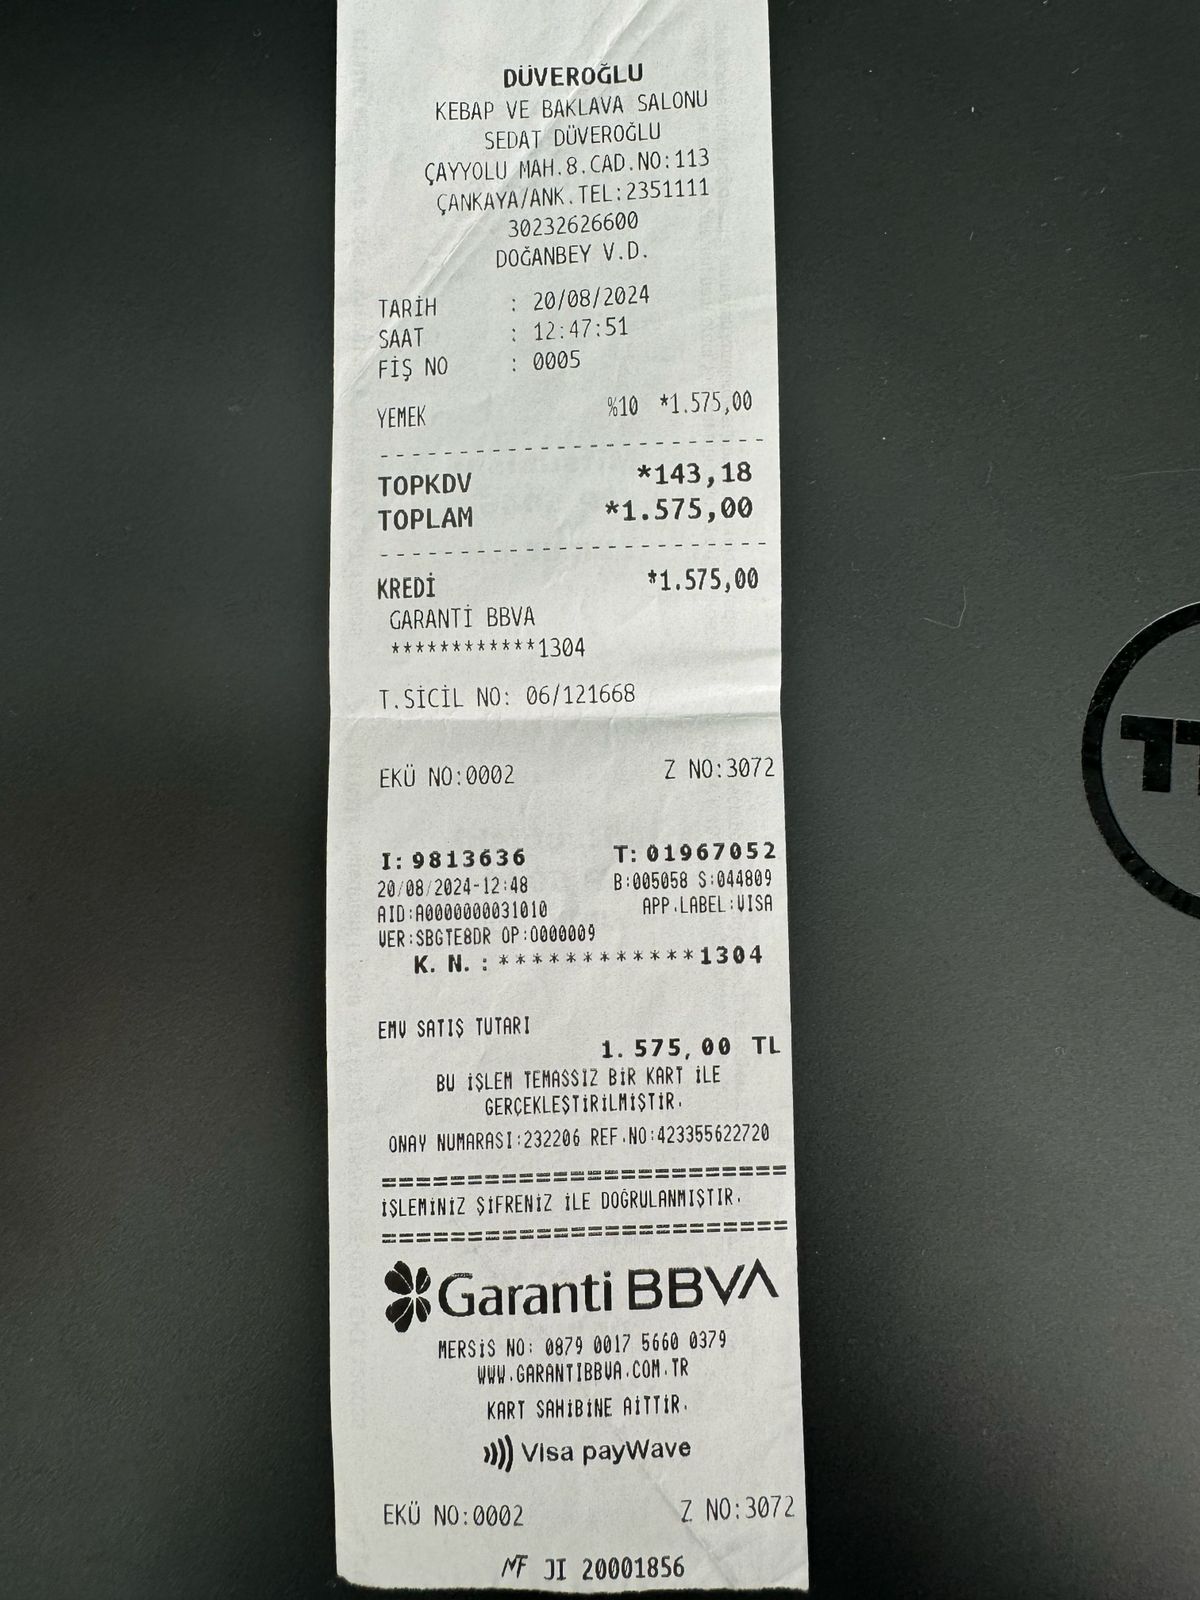 DÜVEROĞLU
KEBAP VE BAKLAVA SALONU
SEDAT DÜVEROĞLU
ÇAYYOLU MAH.8.CAD.NO:113
ÇANKAYA/ANK.TEL:2351111
30232626600
DOĞANBEY V.D.
TARİH : 20/08/2024
SAAT : 12:47:51
FİŞ NO : 0005
YEMEK %10 *1.575,00
TOPKDV *143,18
TOPLAM *1.575,00
KREDİ *1.575,00
GARANTİ BBVA
************1304
T.SİCİL NO: 06/121668
EKÜ NO:0002 Z NO:3072
I:9813636 T:01967052
20/08/2024-12:48 B:005058 S:044809
AID:A0000000031010 APP.LABEL:VISA
VER:SBGTE8DR OP:0000009
K. N. : ************1304
EMV SATIŞ TUTARI
1.575,00 TL
BU İŞLEM TEMASSIZ BİR KART İLE
GERÇEKLEŞTİRİLMİŞTİR.
ONAY NUMARASI:232206 REF.NO:423355622720
İŞLEMİNİZ ŞİFRENİZ İLE DOĞRULANMIŞTIR.
Garanti BBVA
MERSİS NO: 0879 0017 5660 0379
WWW.GARANTIBBVA.COM.TR
KART SAHİBİNE AİTTİR.
Visa payWave
EKÜ NO:0002 Z NO:3072
MF JI 20001856